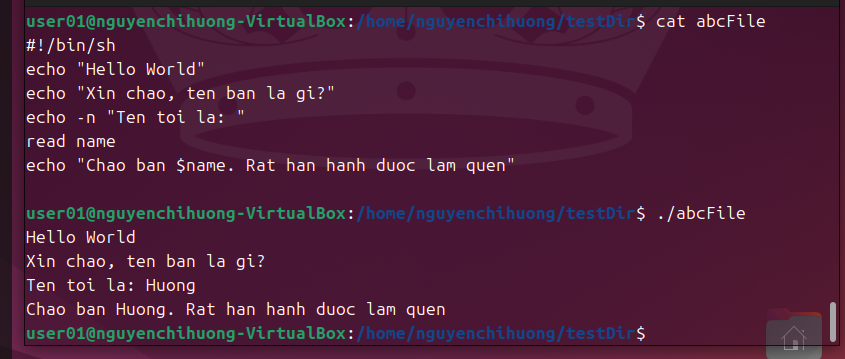 user01@nguyenchihuong-VirtualBox:/home/nguyenchihuong/testDir$ cat abcFile
#!/bin/sh
echo "Hello World"
echo "Xin chao, ten ban la gi?"
echo -n "Ten toi la: "
read name
echo "Chao ban $name. Rat han hanh duoc lam quen"
user01@nguyenchihuong-VirtualBox:/home/nguyenchihuong/testDir$ ./abcFile
Hello World
Xin chao, ten ban la gi?
Ten toi la: Huong
Chao ban Huong. Rat han hanh duoc lam quen
user01@nguyenchihuong-VirtualBox:/home/nguyenchihuong/testDir$